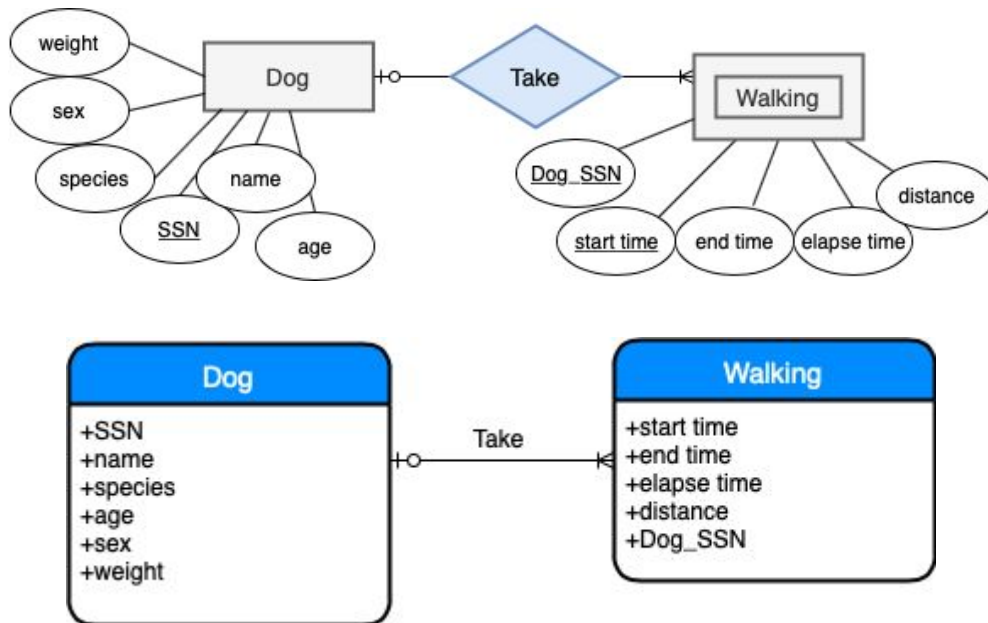 weight
Dog
Take
Walking
sex
species
name
SSN
age
Dog_SSN
distance
start time
end time
elapse time
Dog
+SSN
+name
+species
+age
+sex
+weight
Take
Walking
+start time
+end time
+elapse time
+distance
+Dog_SSN